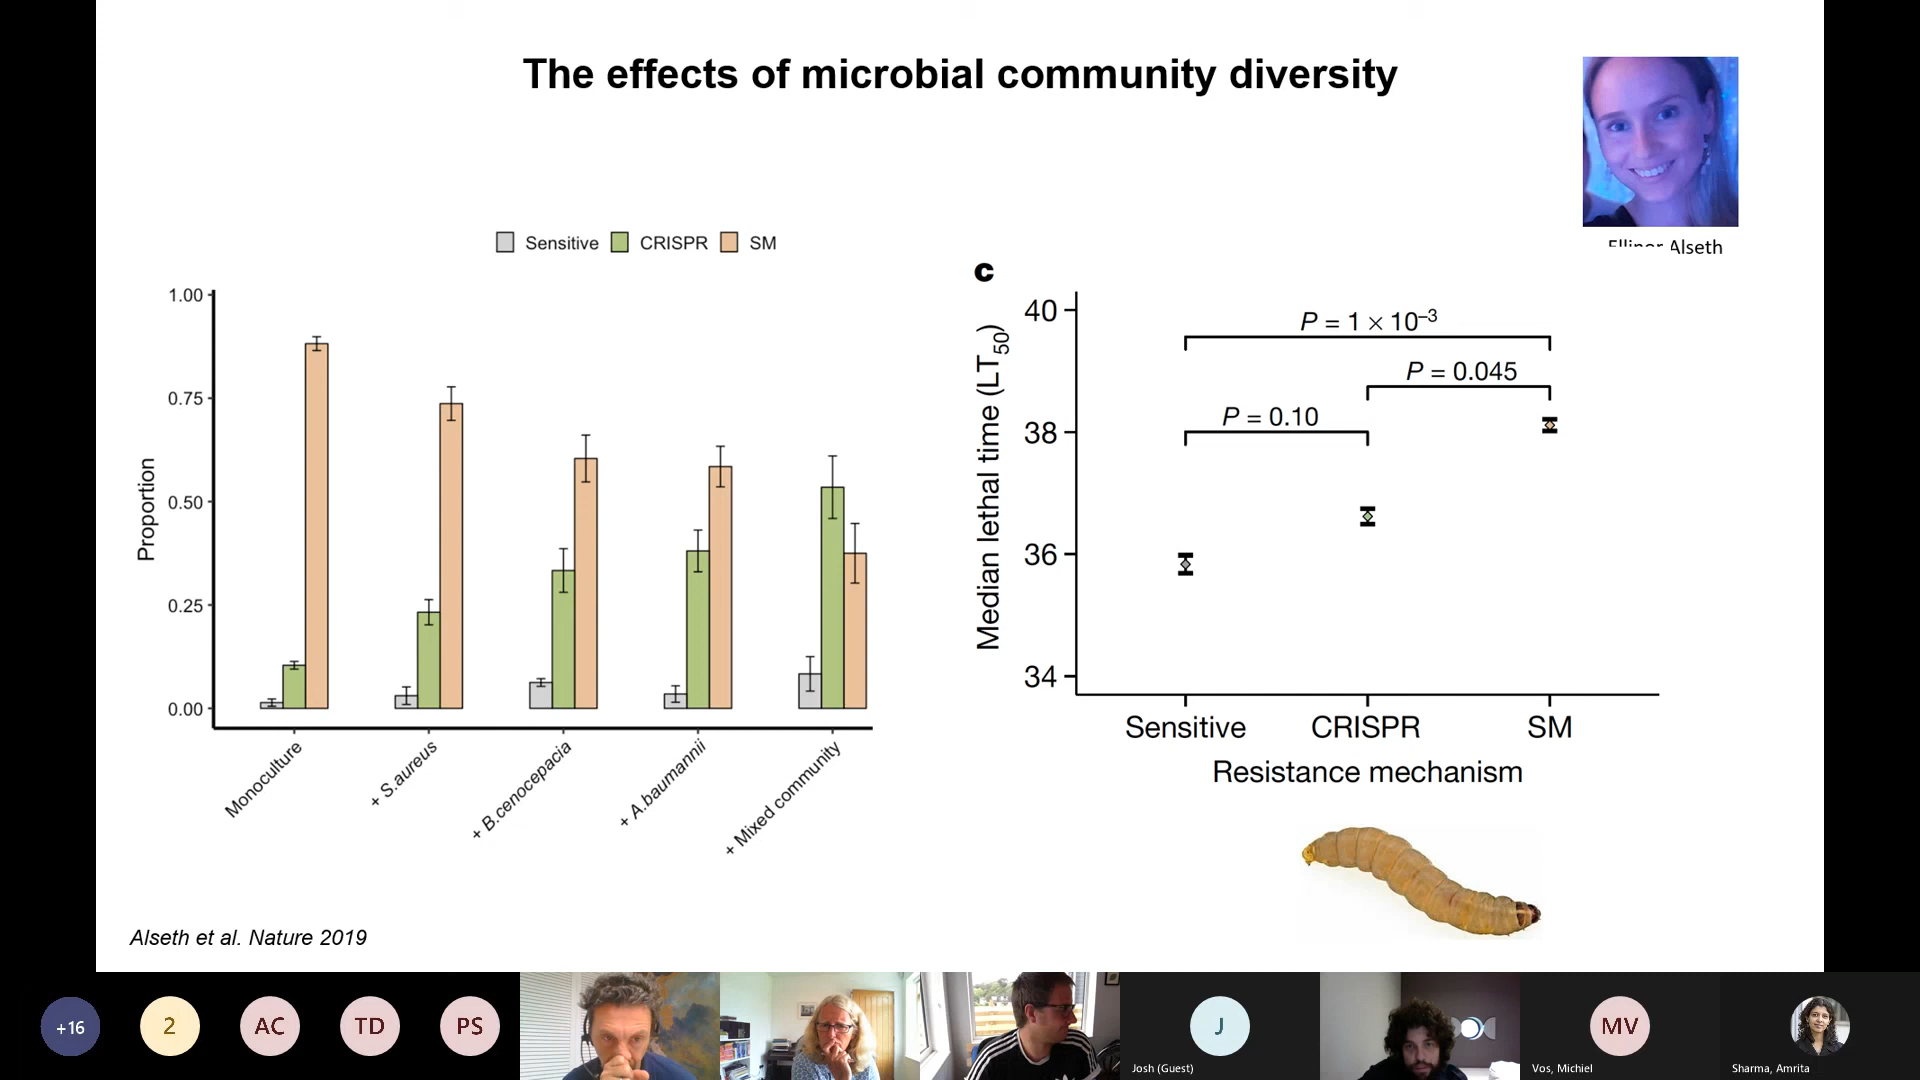 The effects of microbial community diversity
Ellinor Alseth
Sensitive CRISPR SM
1.00
0.75
0.50
0.25
0.00
Proportion
Monoculture
+ S.aureus
+ B.cenocepacia
+ A.baumannii
+ Mixed community
c
40
38
36
34
Median lethal time (LT50)
P = 1 × 10–3
P = 0.045
P = 0.10
Sensitive CRISPR SM
Resistance mechanism
Alseth et al. Nature 2019
+16
2
AC
TD
PS
J
Josh (Guest)
MV
Vos, Michiel
Sharma, Amrita